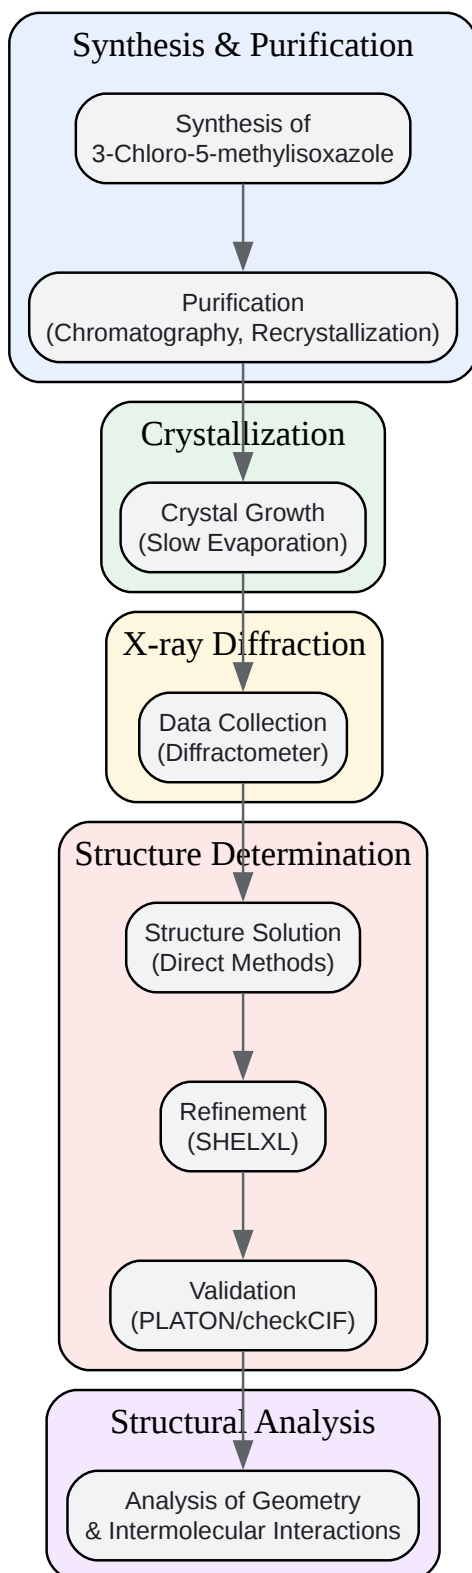 Synthesis & Purification
Synthesis of
3-Chloro-5-methylisoxazole
Purification
(Chromatography, Recrystallization)
Crystallization
Crystal Growth
(Slow Evaporation)
X-ray Diffraction
Data Collection
(Diffractometer)
Structure Determination
Structure Solution
(Direct Methods)
Refinement
(SHELXL)
Validation
(PLATON/checkCIF)
Structural Analysis
Analysis of Geometry
& Intermolecular Interactions